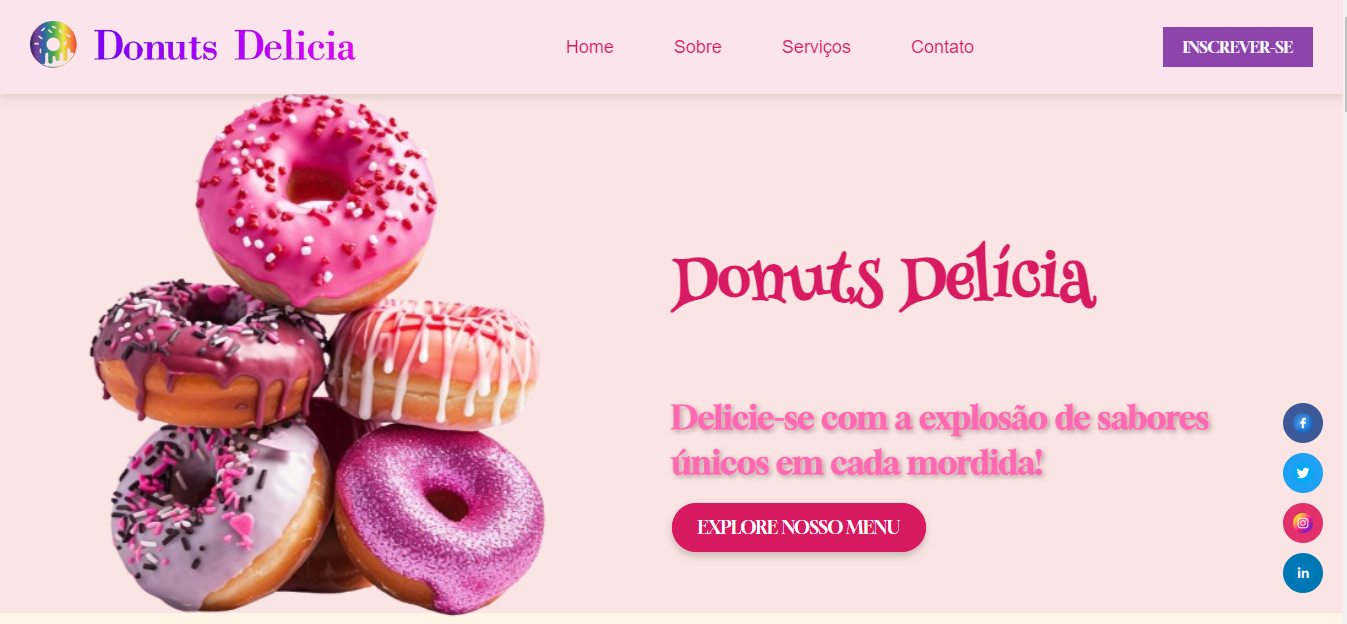 Donuts Delicia
Home
Sobre
Serviços
Contato
INSCREVER-SE
Donuts Delícia
Delicie-se com a explosão de sabores
únicos em cada mordida!
EXPLORE NOSSO MENU
f
in